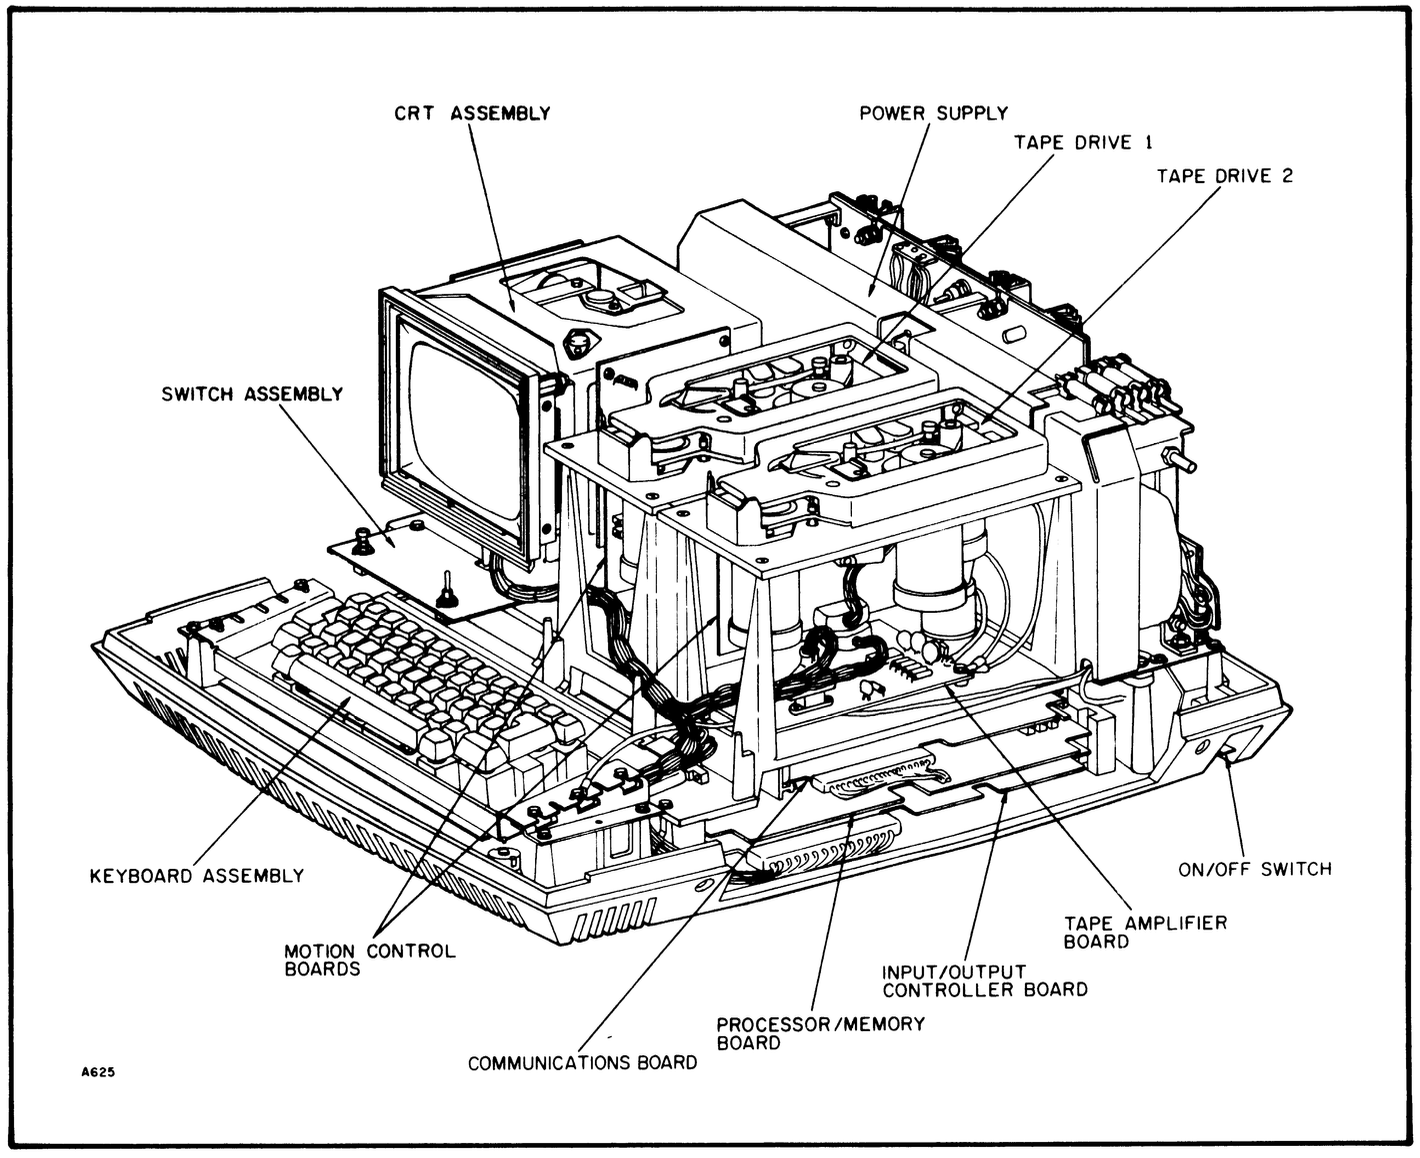 CRT ASSEMBLY
POWER SUPPLY
TAPE DRIVE 1
TAPE DRIVE 2
SWITCH ASSEMBLY
KEYBOARD ASSEMBLY
ON/OFF SWITCH
MOTION CONTROL
BOARDS
TAPE AMPLIFIER
BOARD
INPUT/OUTPUT
CONTROLLER BOARD
PROCESSOR/MEMORY
BOARD
COMMUNICATIONS BOARD
A625